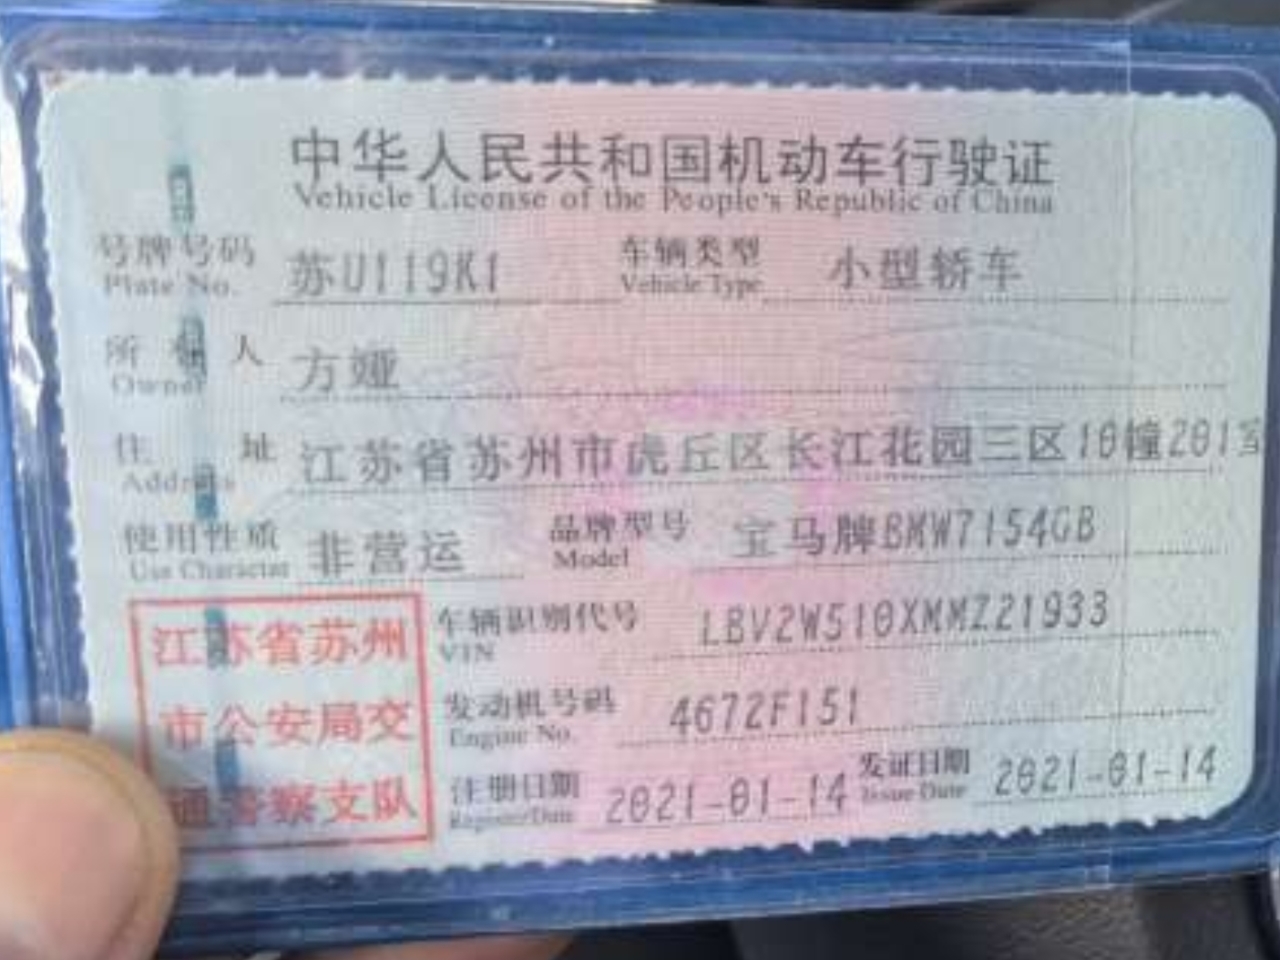 中华人民共和国机动车行驶证
Vehicle License of the People's Republic of China
号牌号码 苏U119K1 车辆类型 小型轿车
Plate No. Vehicle Type
所有人 方娅
Owner
住址 江苏省苏州市虎丘区长江花园三区10幢201室
Address
使用性质 非营运 品牌型号 宝马牌BMW7154GB
Use Character Model
江苏省苏州
市公安局交
通警察支队
车辆识别代号 LBV2W510XMMZ21933
VIN
发动机号码 4672F151
Engine No.
注册日期 2021-01-14 发证日期 2021-01-14
Register Date Issue Date